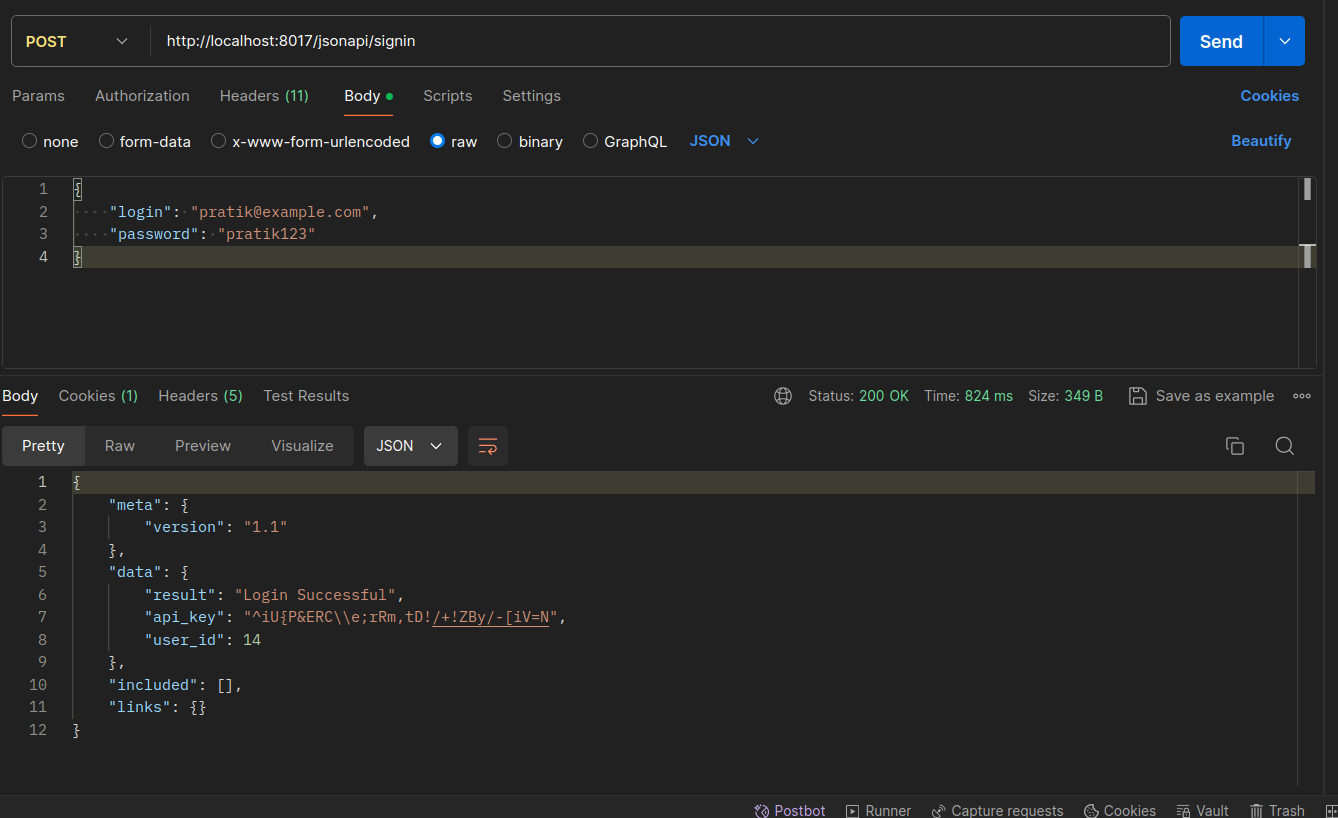 POST http://localhost:8017/jsonapi/signin Send
Params Authorization Headers (11) Body Scripts Settings Cookies
none form-data x-www-form-urlencoded raw binary GraphQL JSON Beautify
1 {
2 "login": "pratik@example.com",
3 "password": "pratik123"
4 }
Body Cookies (1) Headers (5) Test Results Status: 200 OK Time: 824 ms Size: 349 B Save as example
Pretty Raw Preview Visualize JSON
1 {
2 "meta": {
3 "version": "1.1"
4 },
5 "data": {
6 "result": "Login Successful",
7 "api_key": "^iU{P&ERC\\e;rRm,tD!/+!ZBy/-[iV=N",
8 "user_id": 14
9 },
10 "included": [],
11 "links": {}
12 }
Postbot Runner Capture requests Cookies Vault Trash